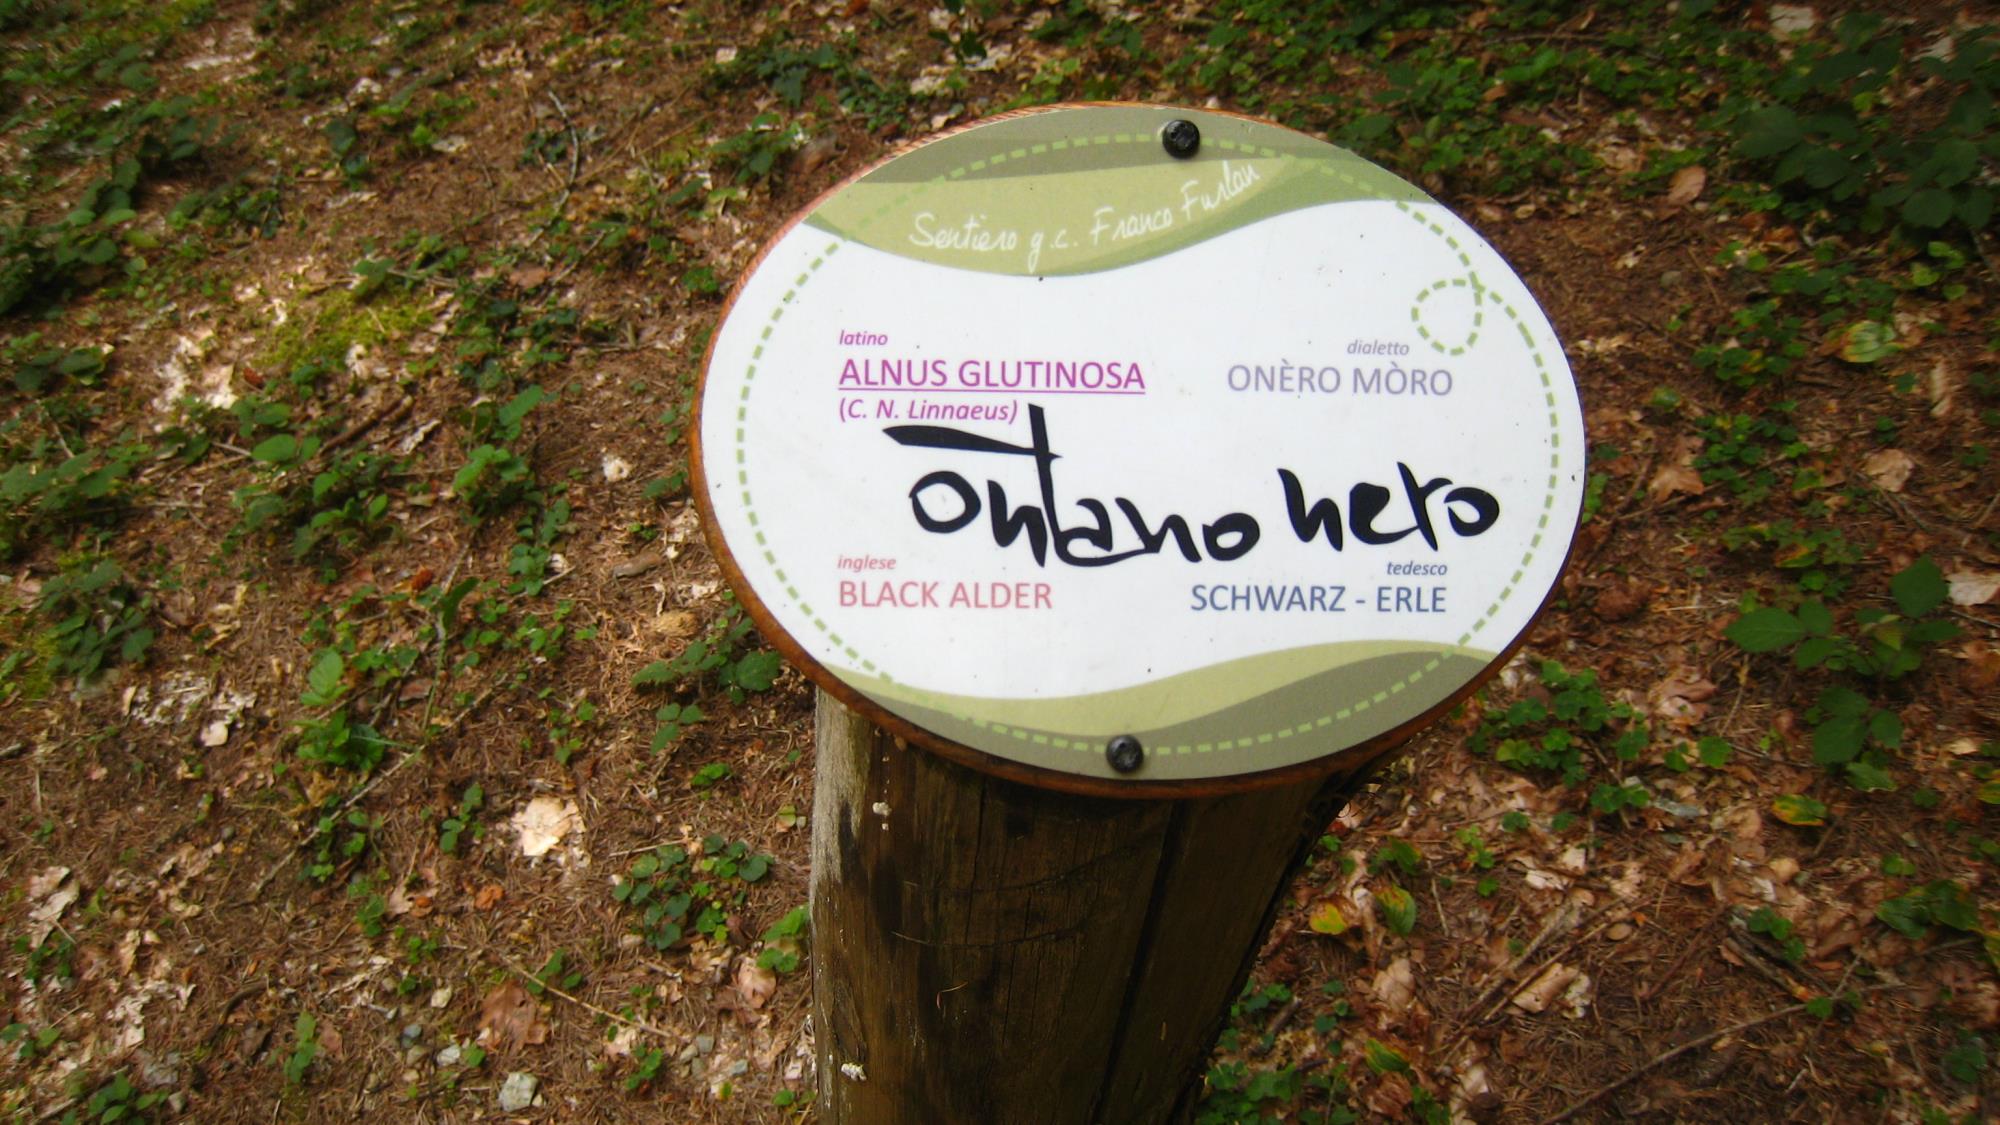 Sentiero g.c. Franco Furlan
latino
ALNUS GLUTINOSA
(C. N. Linnaeus)
dialetto
ONÈRO MÒRO
ontano nero
inglese
BLACK ALDER
tedesco
SCHWARZ - ERLE